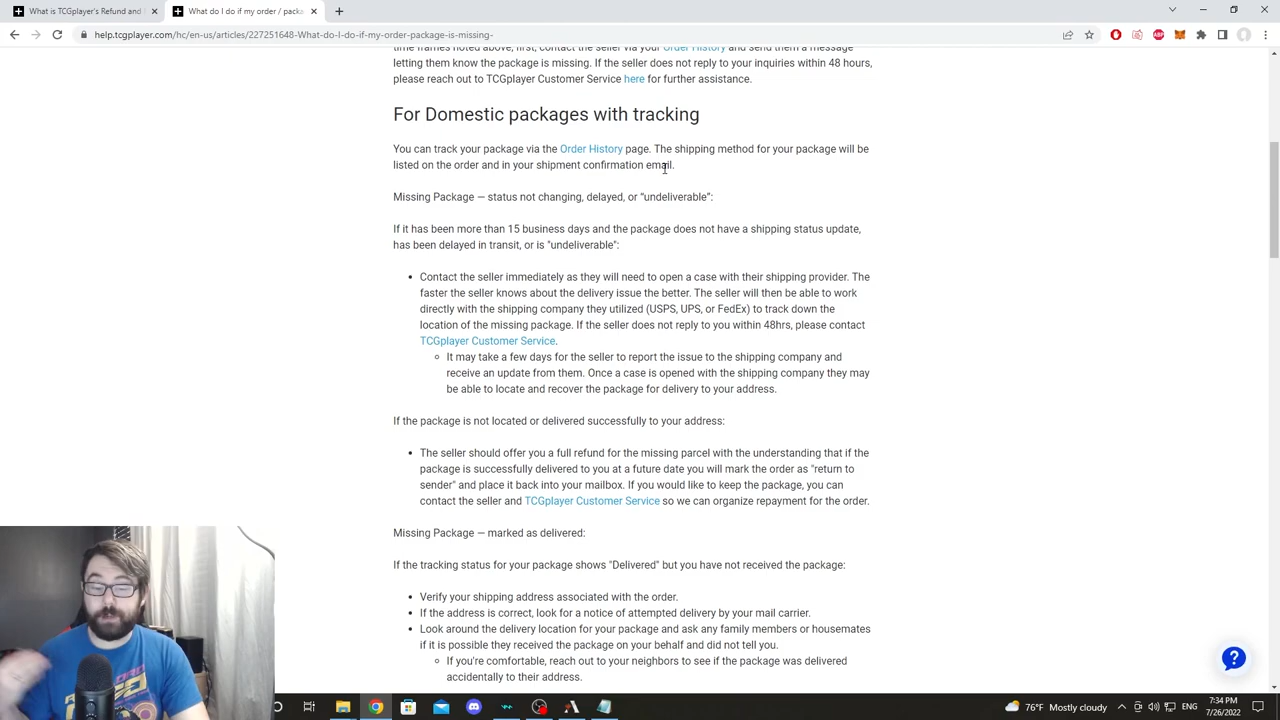 What is TCGplayer's Refund and
What do I do if my order / packa
help.tcgplayer.com/hc/en-us/articles/227251648-What-do-I-do-if-my-order-package-is-missing-
time frames noted above, first, contact the seller via your Order History and send them a message
letting them know the package is missing. If the seller does not reply to your inquiries within 48 hours,
please reach out to TCGplayer Customer Service here for further assistance.
For Domestic packages with tracking
You can track your package via the Order History page. The shipping method for your package will be
listed on the order and in your shipment confirmation email.
Missing Package — status not changing, delayed, or “undeliverable”:
If it has been more than 15 business days and the package does not have a shipping status update,
has been delayed in transit, or is "undeliverable":
• Contact the seller immediately as they will need to open a case with their shipping provider. The
faster the seller knows about the delivery issue the better. The seller will then be able to work
directly with the shipping company they utilized (USPS, UPS, or FedEx) to track down the
location of the missing package. If the seller does not reply to you within 48hrs, please contact
TCGplayer Customer Service.
◦ It may take a few days for the seller to report the issue to the shipping company and
receive an update from them. Once a case is opened with the shipping company they may
be able to locate and recover the package for delivery to your address.
If the package is not located or delivered successfully to your address:
• The seller should offer you a full refund for the missing parcel with the understanding that if the
package is successfully delivered to you at a future date you will mark the order as "return to
sender" and place it back into your mailbox. If you would like to keep the package, you can
contact the seller and TCGplayer Customer Service so we can organize repayment for the order.
Missing Package — marked as delivered:
If the tracking status for your package shows "Delivered" but you have not received the package:
• Verify your shipping address associated with the order.
• If the address is correct, look for a notice of attempted delivery by your mail carrier.
• Look around the delivery location for your package and ask any family members or housemates
if it is possible they received the package on your behalf and did not tell you.
◦ If you're comfortable, reach out to your neighbors to see if the package was delivered
accidentally to their address.
76°F Mostly cloudy
ENG
7:34 PM
7/26/2022